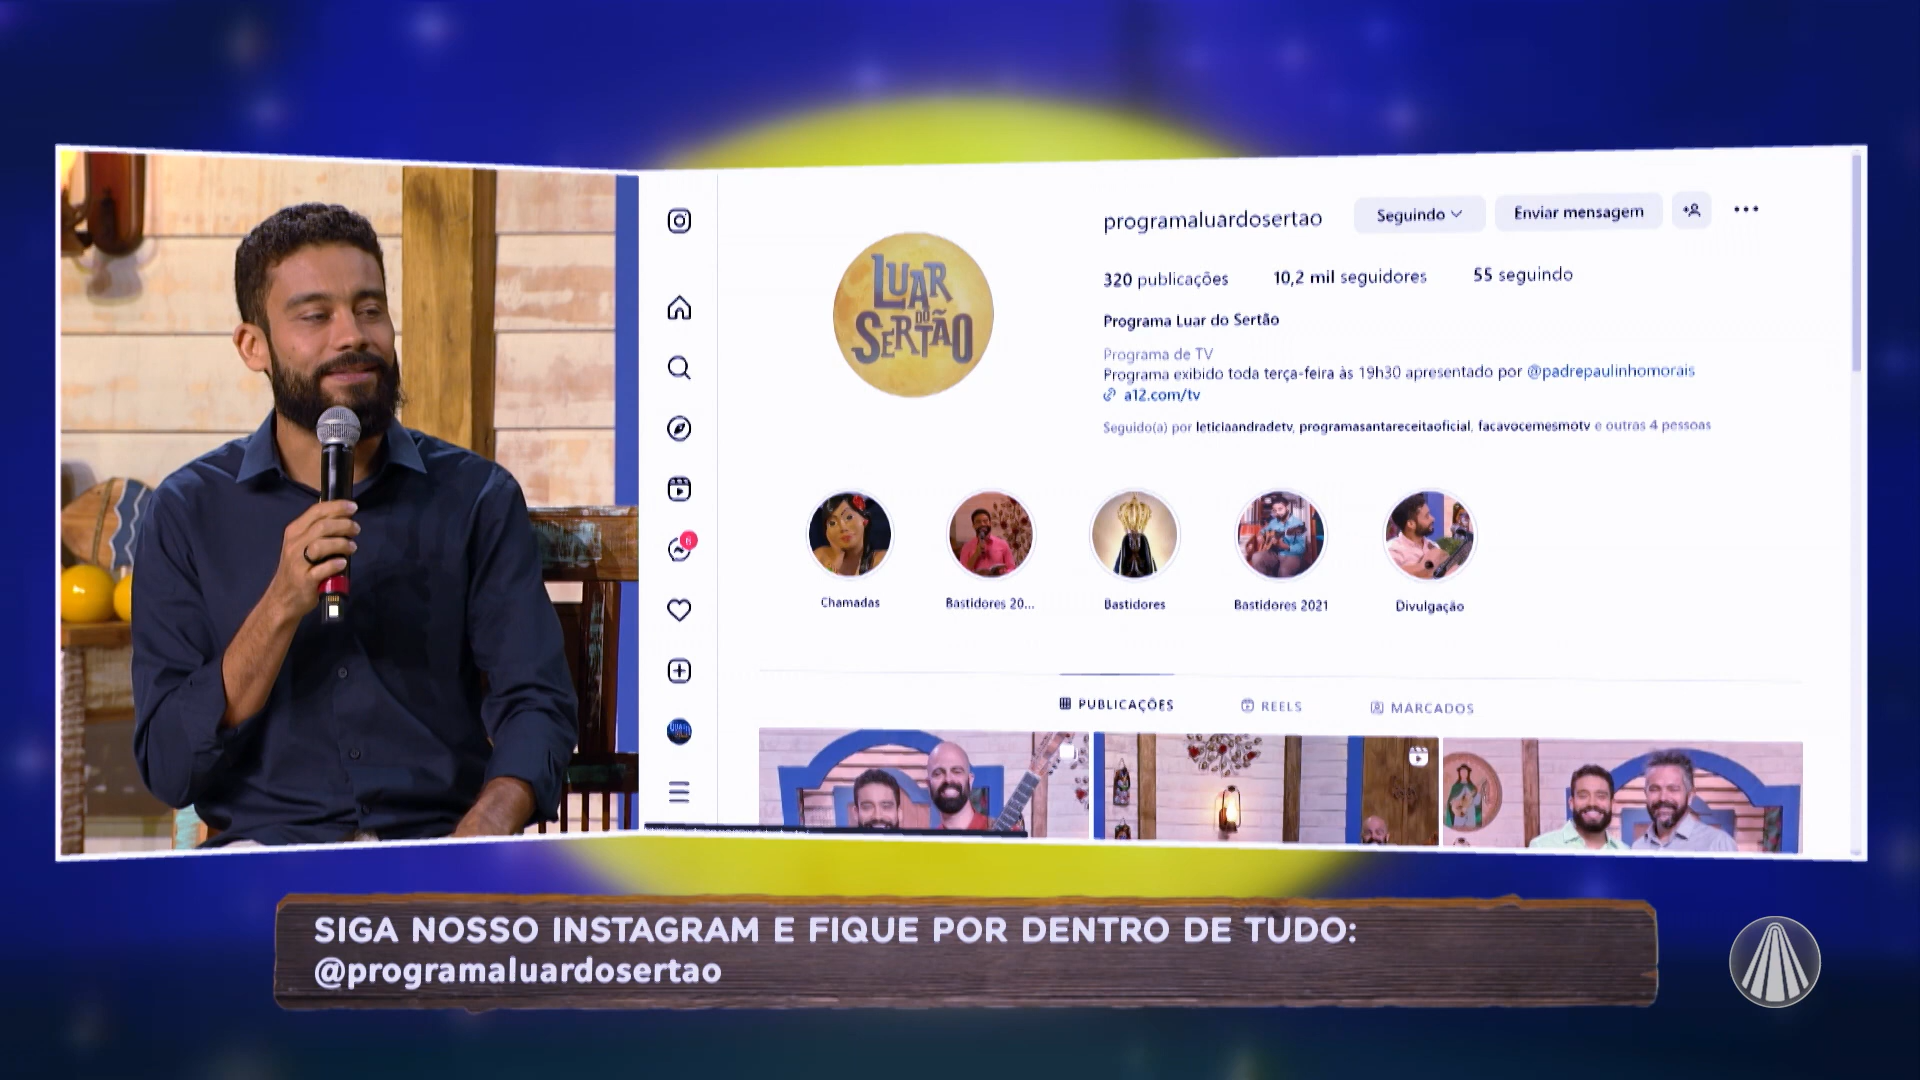 programaluardosertao
Seguindo
Enviar mensagem
320 publicações
10,2 mil seguidores
55 seguindo
Programa Luar do Sertão
Programa de TV
Programa exibido toda terça-feira às 19h30 apresentado por @padrepaulinhomorais
a12.com/tv
Seguido(a) por leticiaandradetv, programasantareceitaoficial, facavocemesmotv e outras 4 pessoas
LUAR
DO
SERTÃO
6
Chamadas
Bastidores 20...
Bastidores
Bastidores 2021
Divulgação
PUBLICAÇÕES
REELS
MARCADOS
SIGA NOSSO INSTAGRAM E FIQUE POR DENTRO DE TUDO:
@programaluardosertao